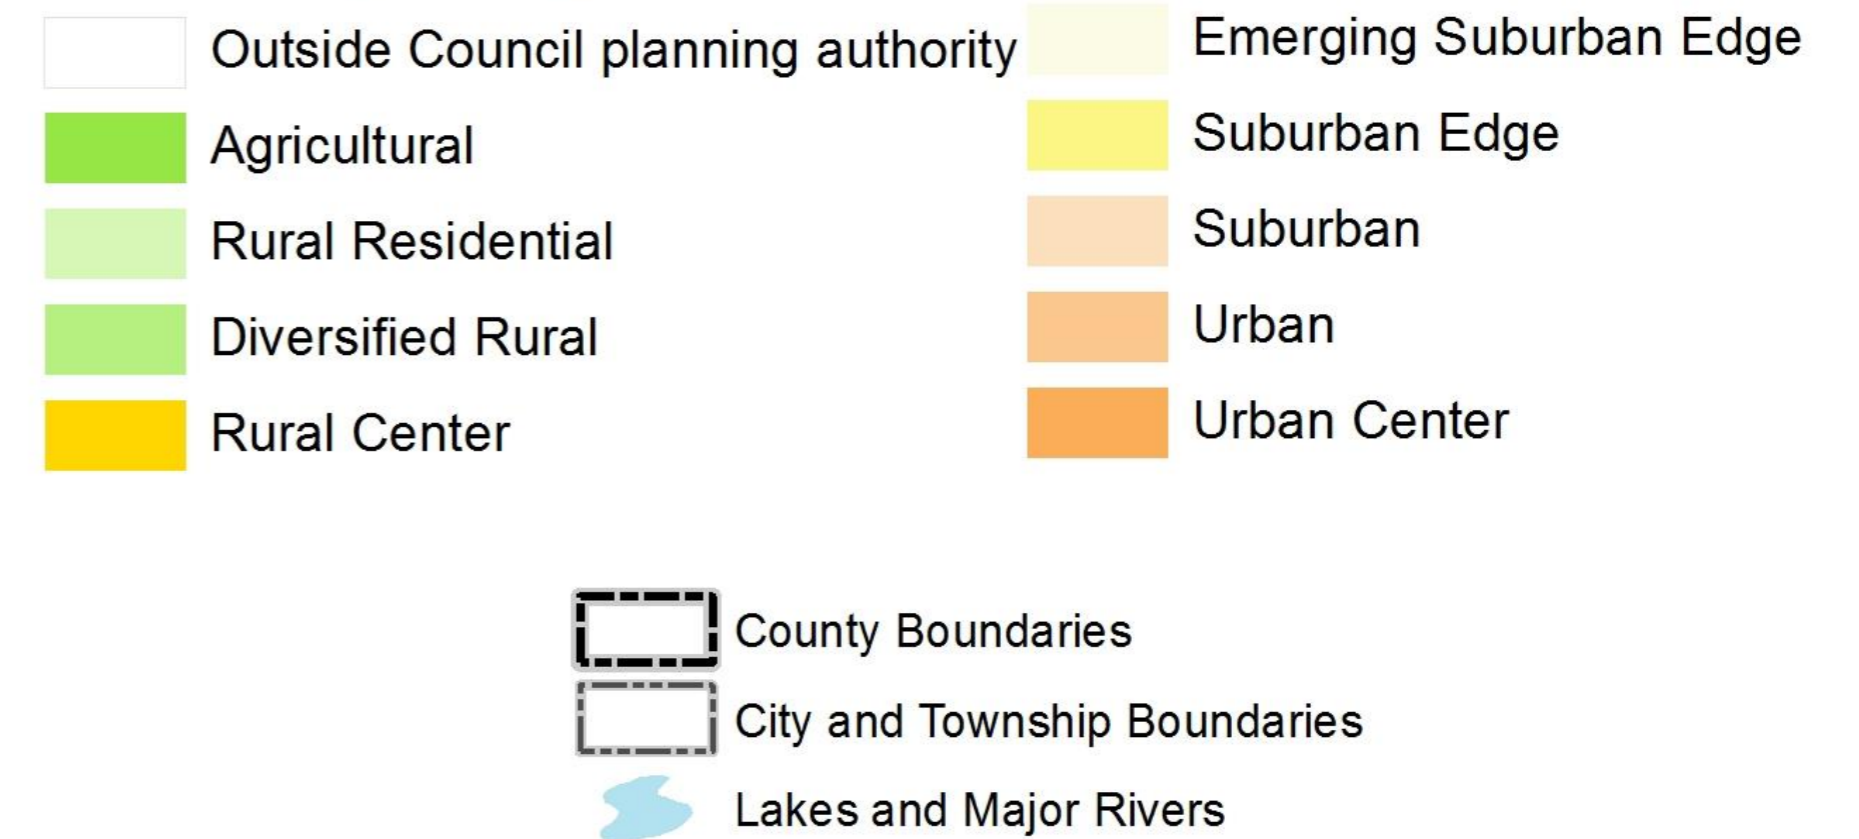 Outside Council planning authority
Agricultural
Rural Residential
Diversified Rural
Rural Center
Emerging Suburban Edge
Suburban Edge
Suburban
Urban
Urban Center
County Boundaries
City and Township Boundaries
Lakes and Major Rivers